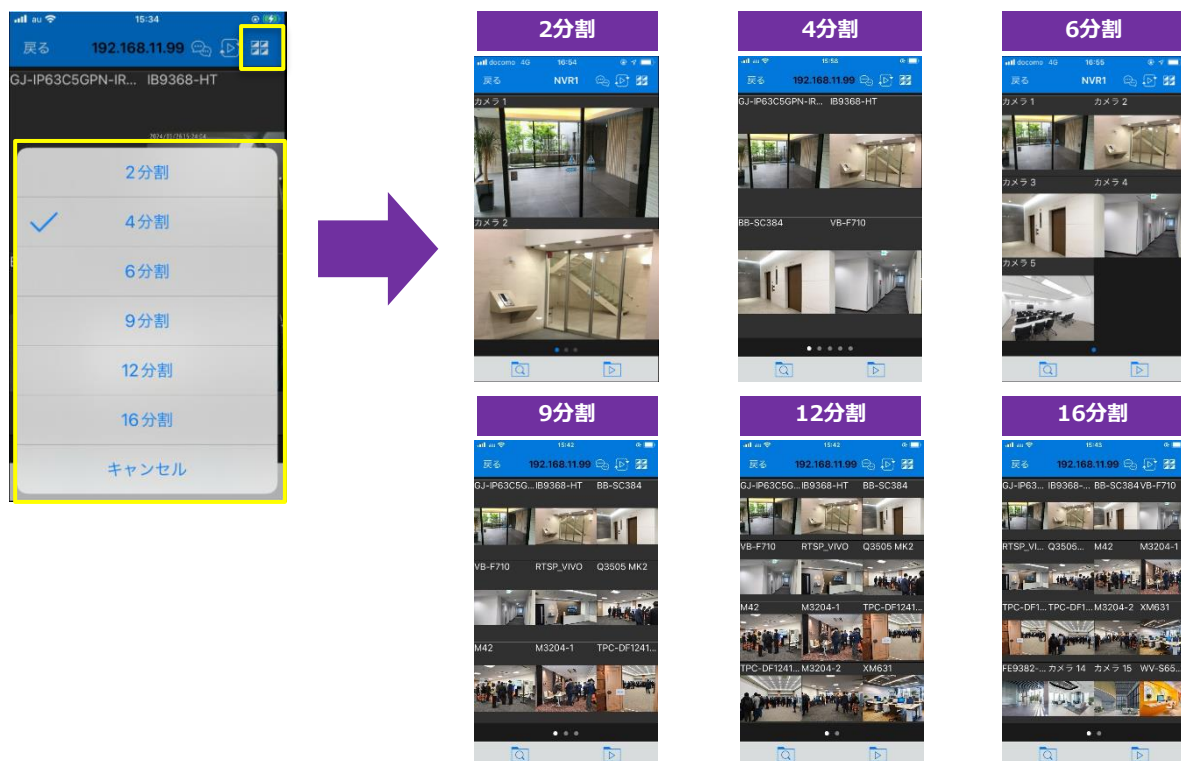 au 15:34
戻る 192.168.11.99
GJ-IP63C5GPN-IR... IB9368-HT
2分割
4分割
6分割
9分割
12分割
16分割
キャンセル
2分割
docomo 4G 16:54
戻る NVR1
カメラ 1
カメラ 2
4分割
au 15:58
戻る 192.168.11.99
GJ-IP63C5GPN-IR... IB9368-HT
BB-SC384 VB-F710
6分割
docomo 4G 16:55
戻る NVR1
カメラ 1 カメラ 2
カメラ 3 カメラ 4
カメラ 5
9分割
au 15:42
戻る 192.168.11.99
GJ-IP63C5G... IB9368-HT BB-SC384
VB-F710 RTSP_VIVO Q3505 MK2
M42 M3204-1 TPC-DF1241...
12分割
au 15:42
戻る 192.168.11.99
GJ-IP63C5G... IB9368-HT BB-SC384
VB-F710 RTSP_VIVO Q3505 MK2
M42 M3204-1 TPC-DF1241...
TPC-DF1241... M3204-2 XM631
16分割
au 15:43
戻る 192.168.11.99
GJ-IP63... IB9368-... BB-SC384 VB-F710
RTSP_VI... Q3505... M42 M3204-1
TPC-DF1... TPC-DF1... M3204-2 XM631
FE9382-... カメラ 14 カメラ 15 WV-S65...